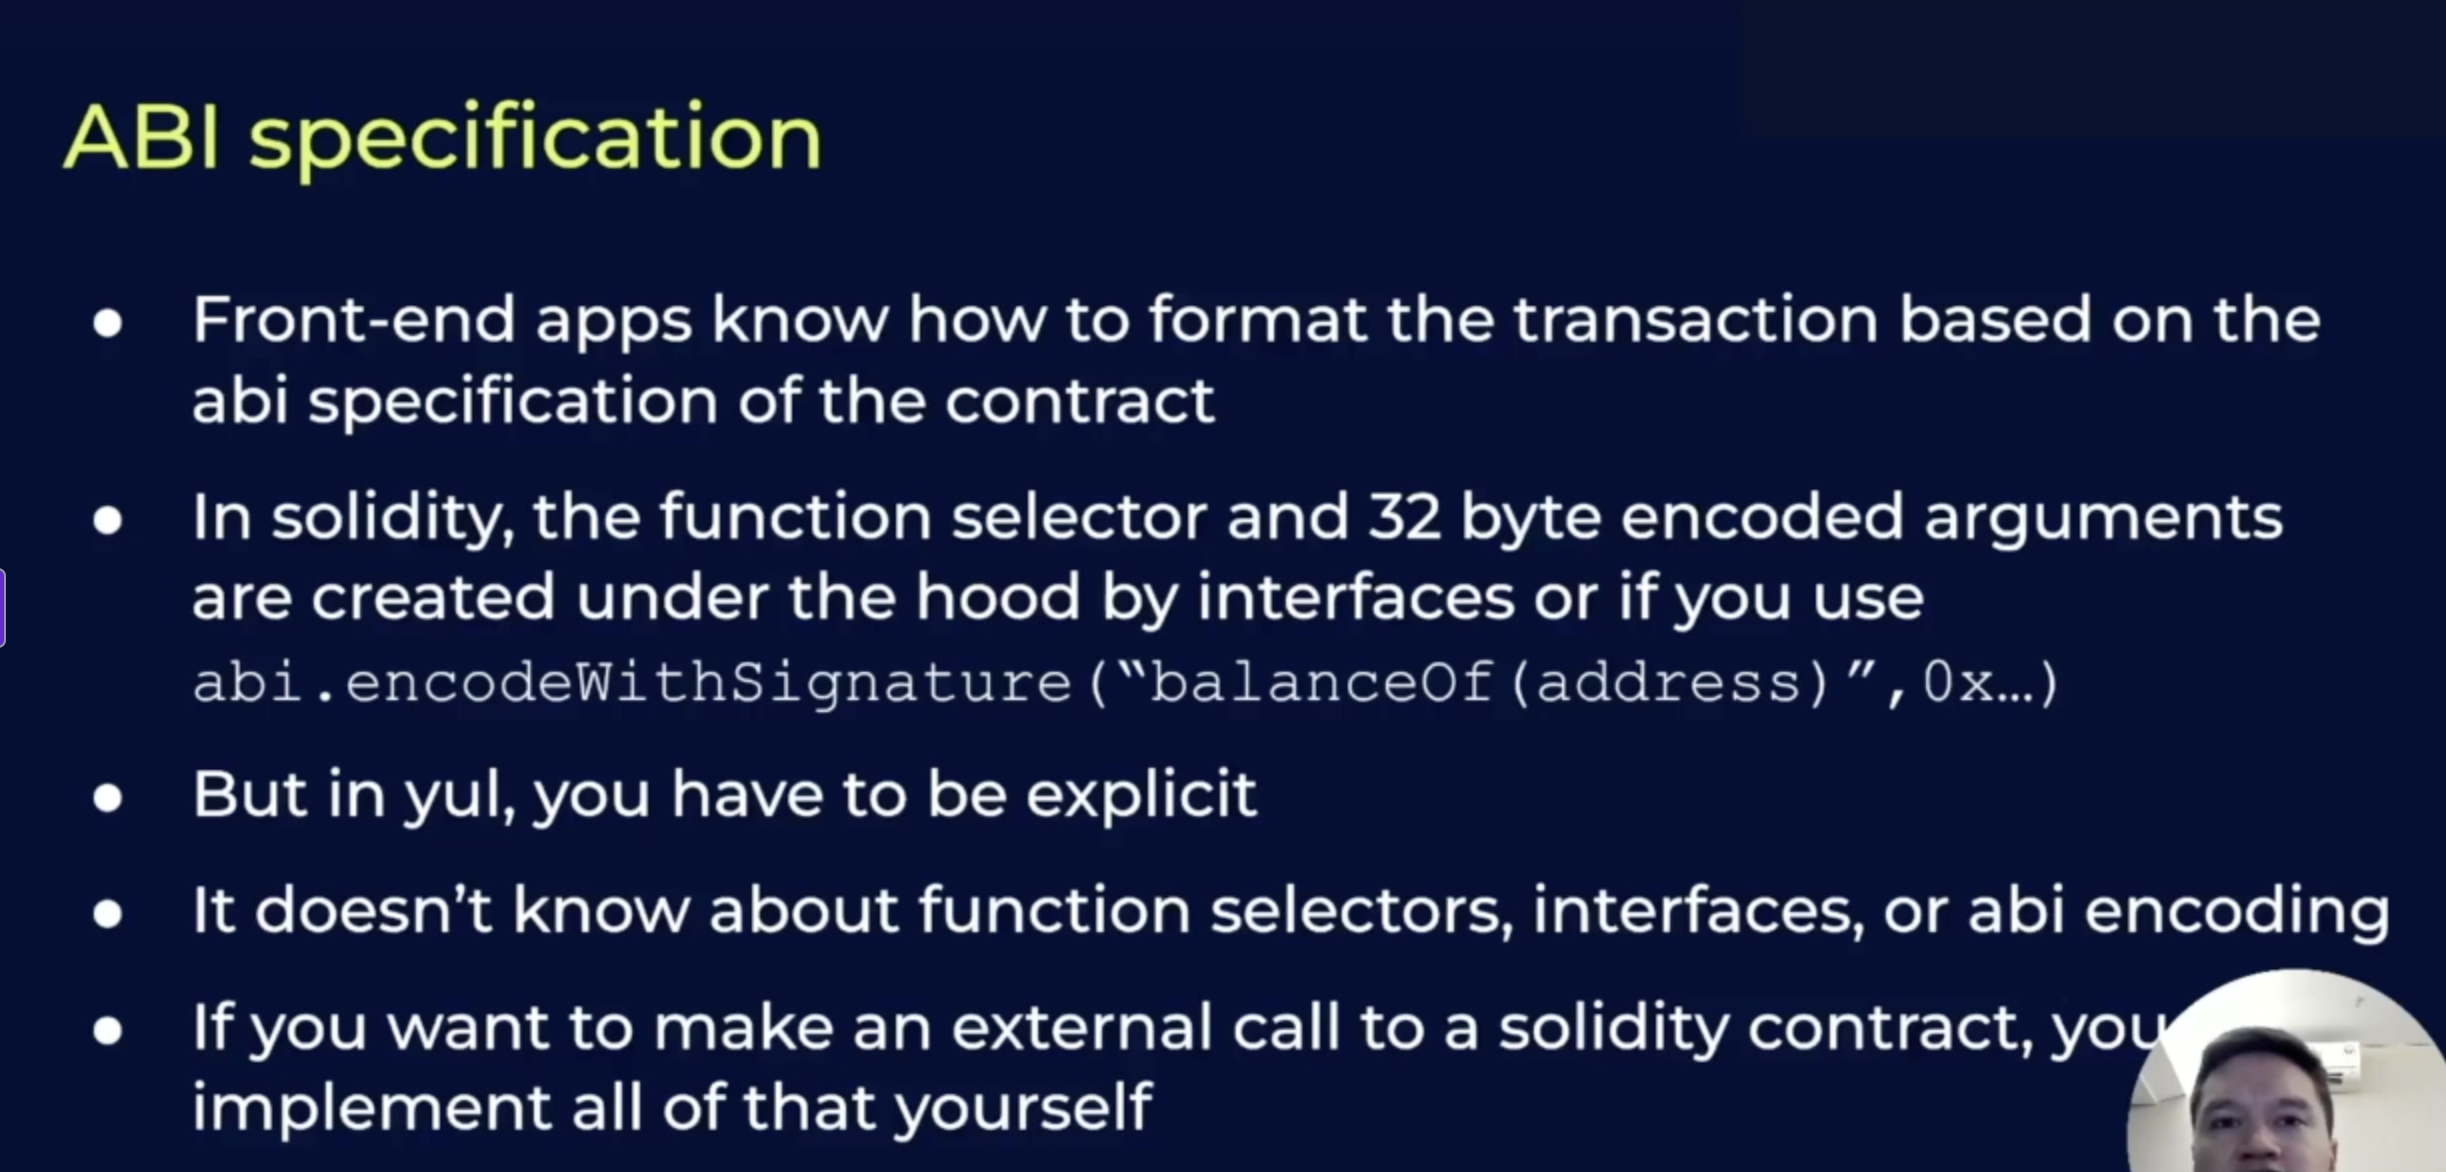 ABI specification
● Front-end apps know how to format the transaction based on the
abi specification of the contract
● In solidity, the function selector and 32 byte encoded arguments
are created under the hood by interfaces or if you use
abi.encodeWithSignature(“balanceOf(address)”,0x…)
● But in yul, you have to be explicit
● It doesn’t know about function selectors, interfaces, or abi encoding
● If you want to make an external call to a solidity contract, you
implement all of that yourself